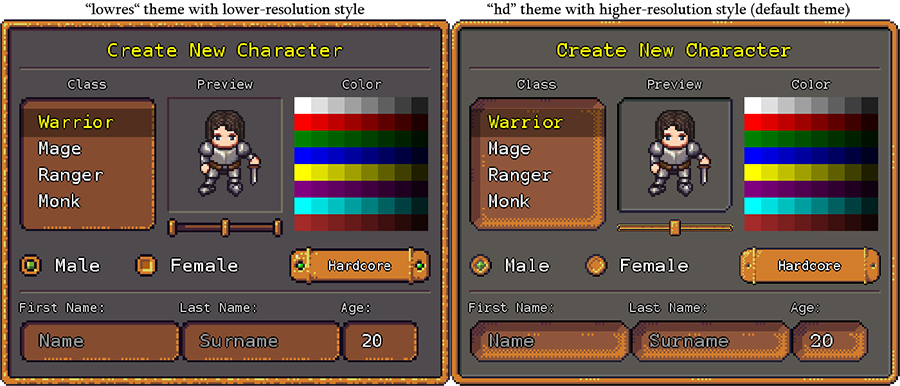 “lowres“ theme with lower-resolution style
Create New Character
Class
Preview
Color
Warrior
Mage
Ranger
Monk
Male
Female
Hardcore
First Name:
Last Name:
Age:
Name
Surname
20
“hd” theme with higher-resolution style (default theme)
Create New Character
Class
Preview
Color
Warrior
Mage
Ranger
Monk
Male
Female
Hardcore
First Name:
Last Name:
Age:
Name
Surname
20